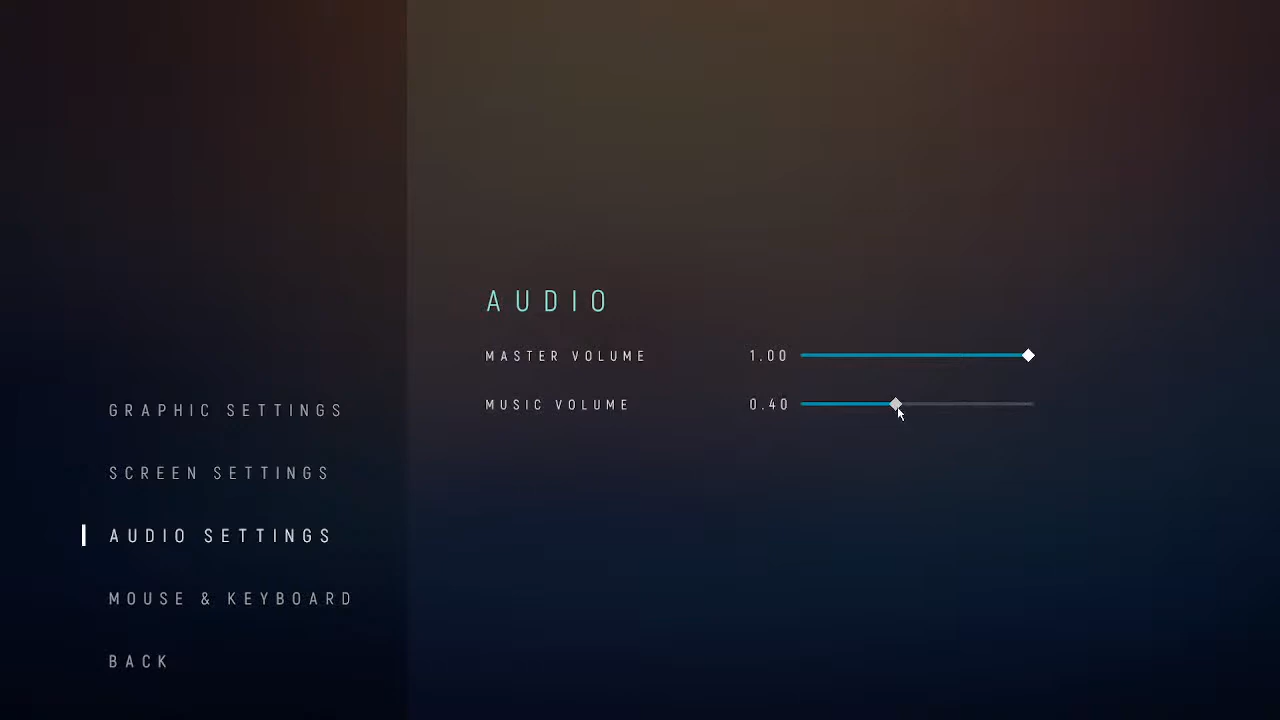 AUDIO
MASTER VOLUME 1.00
MUSIC VOLUME 0.40
GRAPHIC SETTINGS
SCREEN SETTINGS
AUDIO SETTINGS
MOUSE & KEYBOARD
BACK